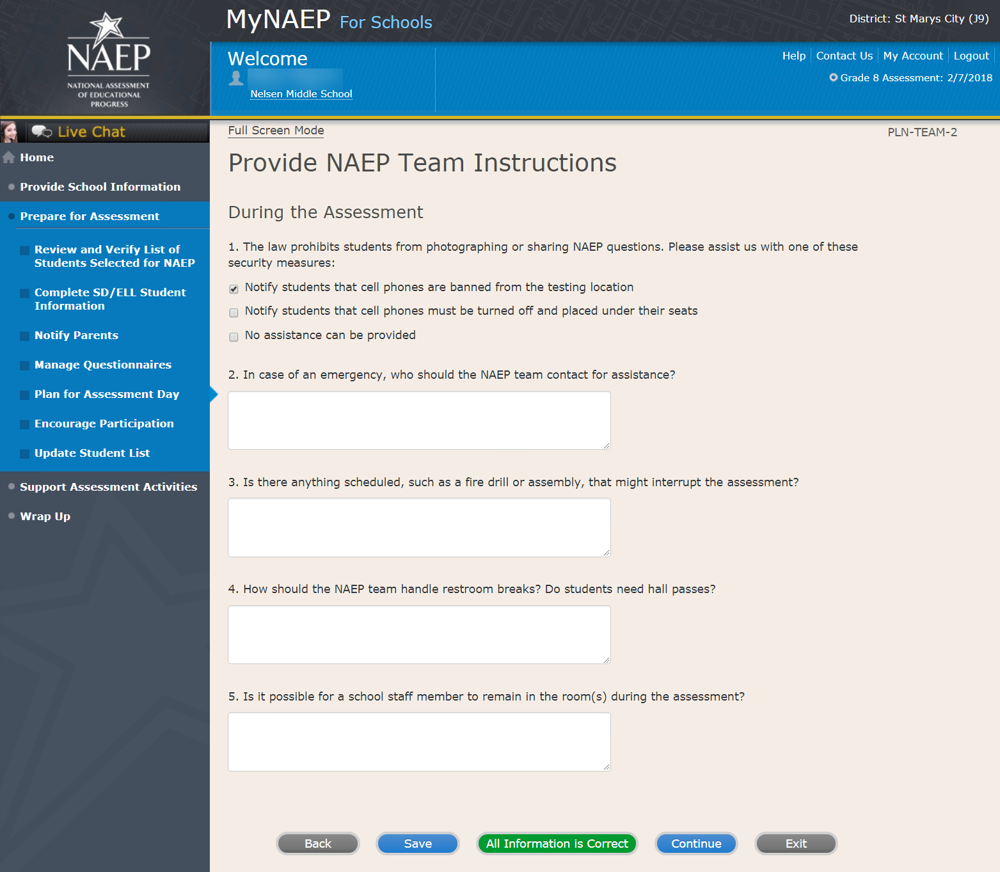 NAEP
NATIONAL ASSESSMENT
OF EDUCATIONAL
PROGRESS
MyNAEP For Schools
District: St Marys City (J9)
Welcome
Nelsen Middle School
Help Contact Us My Account Logout
Grade 8 Assessment: 2/7/2018
Live Chat
Home
Provide School Information
Prepare for Assessment
Review and Verify List of
Students Selected for NAEP
Complete SD/ELL Student
Information
Notify Parents
Manage Questionnaires
Plan for Assessment Day
Encourage Participation
Update Student List
Support Assessment Activities
Wrap Up
Full Screen Mode
PLN-TEAM-2
Provide NAEP Team Instructions
During the Assessment
1. The law prohibits students from photographing or sharing NAEP questions. Please assist us with one of these
security measures:
Notify students that cell phones are banned from the testing location
Notify students that cell phones must be turned off and placed under their seats
No assistance can be provided
2. In case of an emergency, who should the NAEP team contact for assistance?
3. Is there anything scheduled, such as a fire drill or assembly, that might interrupt the assessment?
4. How should the NAEP team handle restroom breaks? Do students need hall passes?
5. Is it possible for a school staff member to remain in the room(s) during the assessment?
Back Save All Information is Correct Continue Exit